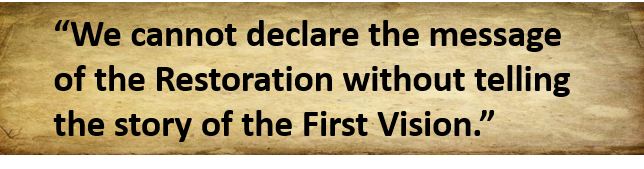 “We cannot declare the message
of the Restoration without telling
the story of the First Vision.”